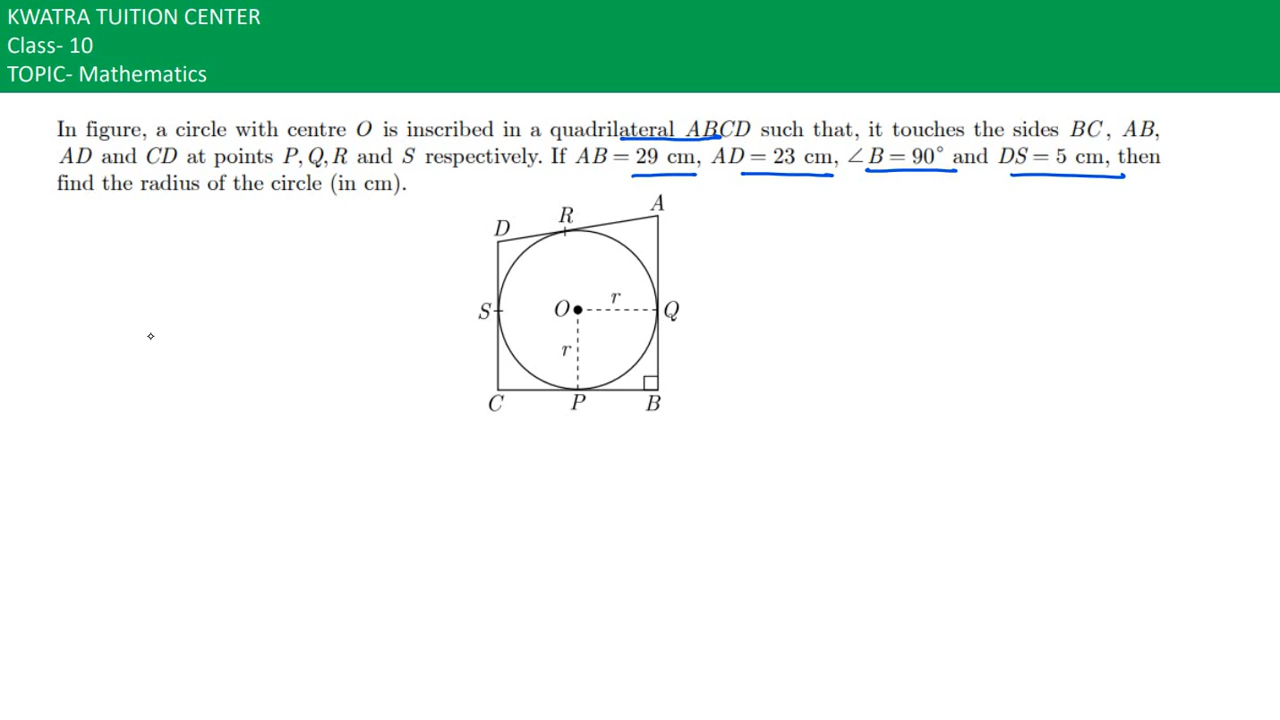 KWATRA TUITION CENTER
Class- 10
TOPIC- Mathematics
In figure, a circle with centre O is inscribed in a quadrilateral ABCD such that, it touches the sides BC, AB,
AD and CD at points P, Q, R and S respectively. If AB = 29 cm, AD = 23 cm, ∠B = 90° and DS = 5 cm, then
find the radius of the circle (in cm).
A
R
D
r
S
O
Q
r
C
P
B